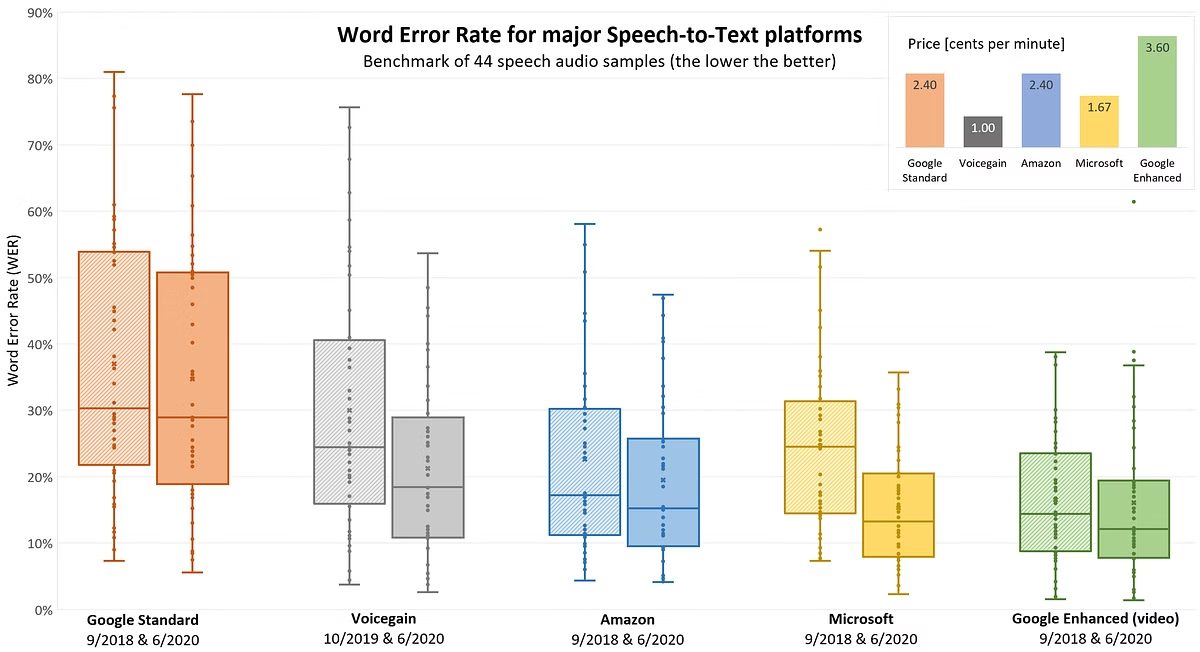 Word Error Rate for major Speech-to-Text platforms
Benchmark of 44 speech audio samples (the lower the better)
Price [cents per minute]
2.40
1.00
2.40
1.67
3.60
Google Standard
Voicegain
Amazon
Microsoft
Google Enhanced
Word Error Rate (WER)
90%
80%
70%
60%
50%
40%
30%
20%
10%
0%
Google Standard
9/2018 & 6/2020
Voicegain
10/2019 & 6/2020
Amazon
9/2018 & 6/2020
Microsoft
9/2018 & 6/2020
Google Enhanced (video)
9/2018 & 6/2020